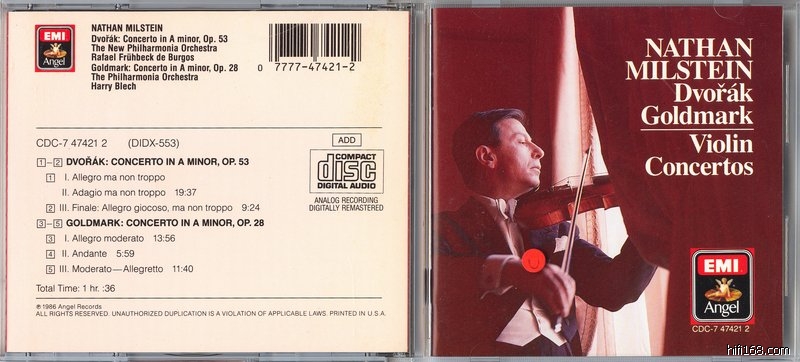 EMI
Angel
NATHAN MILSTEIN
Dvořák: Concerto in A minor, Op. 53
The New Philharmonia Orchestra
Rafael Frühbeck de Burgos
Goldmark: Concerto in A minor, Op. 28
The Philharmonia Orchestra
Harry Blech
0 7777-47421-2
CDC-7 47421 2 (DIDX-553)
ADD
COMPACT
disc
DIGITAL AUDIO
ANALOG RECORDING
DIGITALLY REMASTERED
1–2 DVOŘÁK: CONCERTO IN A MINOR, OP. 53
1 I. Allegro ma non troppo
II. Adagio ma non troppo 19:37
2 III. Finale: Allegro giocoso, ma non troppo 9:24
3–5 GOLDMARK: CONCERTO IN A MINOR, OP. 28
3 I. Allegro moderato 13:56
4 II. Andante 5:59
5 III. Moderato—Allegretto 11:40
Total Time: 1 hr. :36
℗ 1986 Angel Records
ALL RIGHTS RESERVED. UNAUTHORIZED DUPLICATION IS A VIOLATION OF APPLICABLE LAWS. PRINTED IN U.S.A.
NATHAN
MILSTEIN
Dvořák
Goldmark
Violin
Concertos
U
EMI
Angel
CDC-7 47421 2
hifi168.com